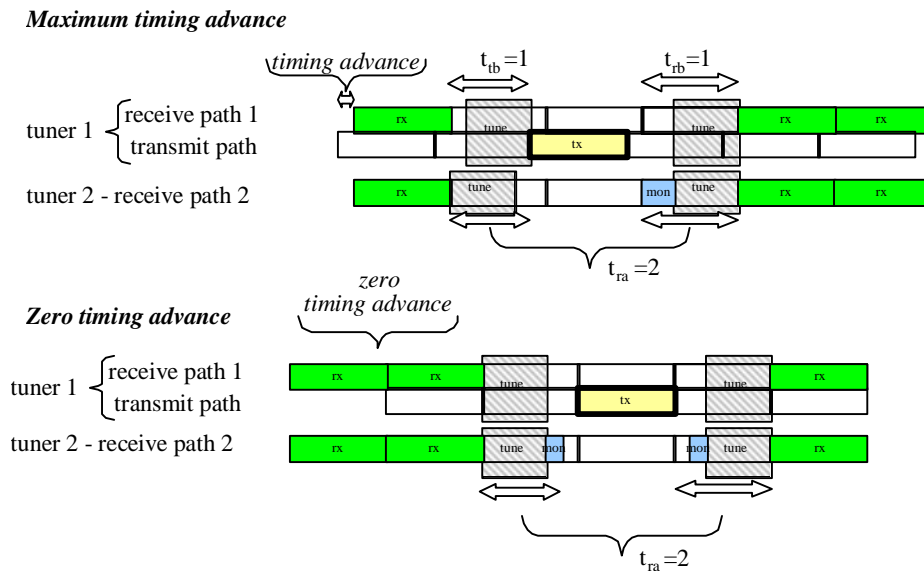 Maximum timing advance
timing advance
t_tb =1
t_rb =1
tuner 1
receive path 1
transmit path
rx
tune
tune
rx
rx
tx
tuner 2 - receive path 2
rx
tune
mon
tune
rx
rx
t_ra =2
zero
timing advance
Zero timing advance
tuner 1
receive path 1
transmit path
rx
rx
tune
tune
rx
tx
tuner 2 - receive path 2
rx
rx
tune
mon
mon
tune
rx
t_ra =2